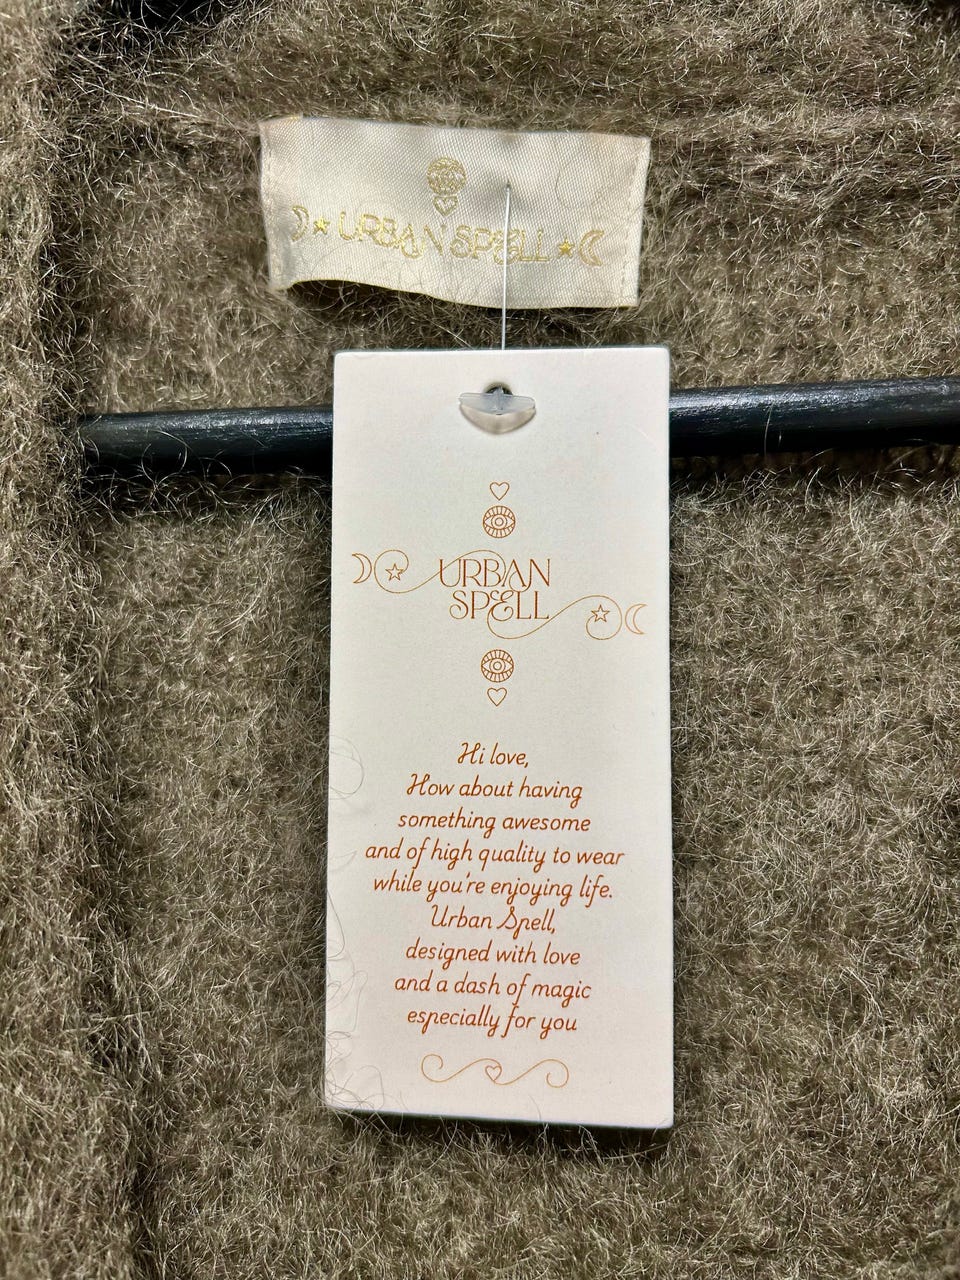 URBAN SPELL
URBAN
SPELL
Hi love,
How about having
something awesome
and of high quality to wear
while you're enjoying life.
Urban Spell,
designed with love
and a dash of magic
especially for you